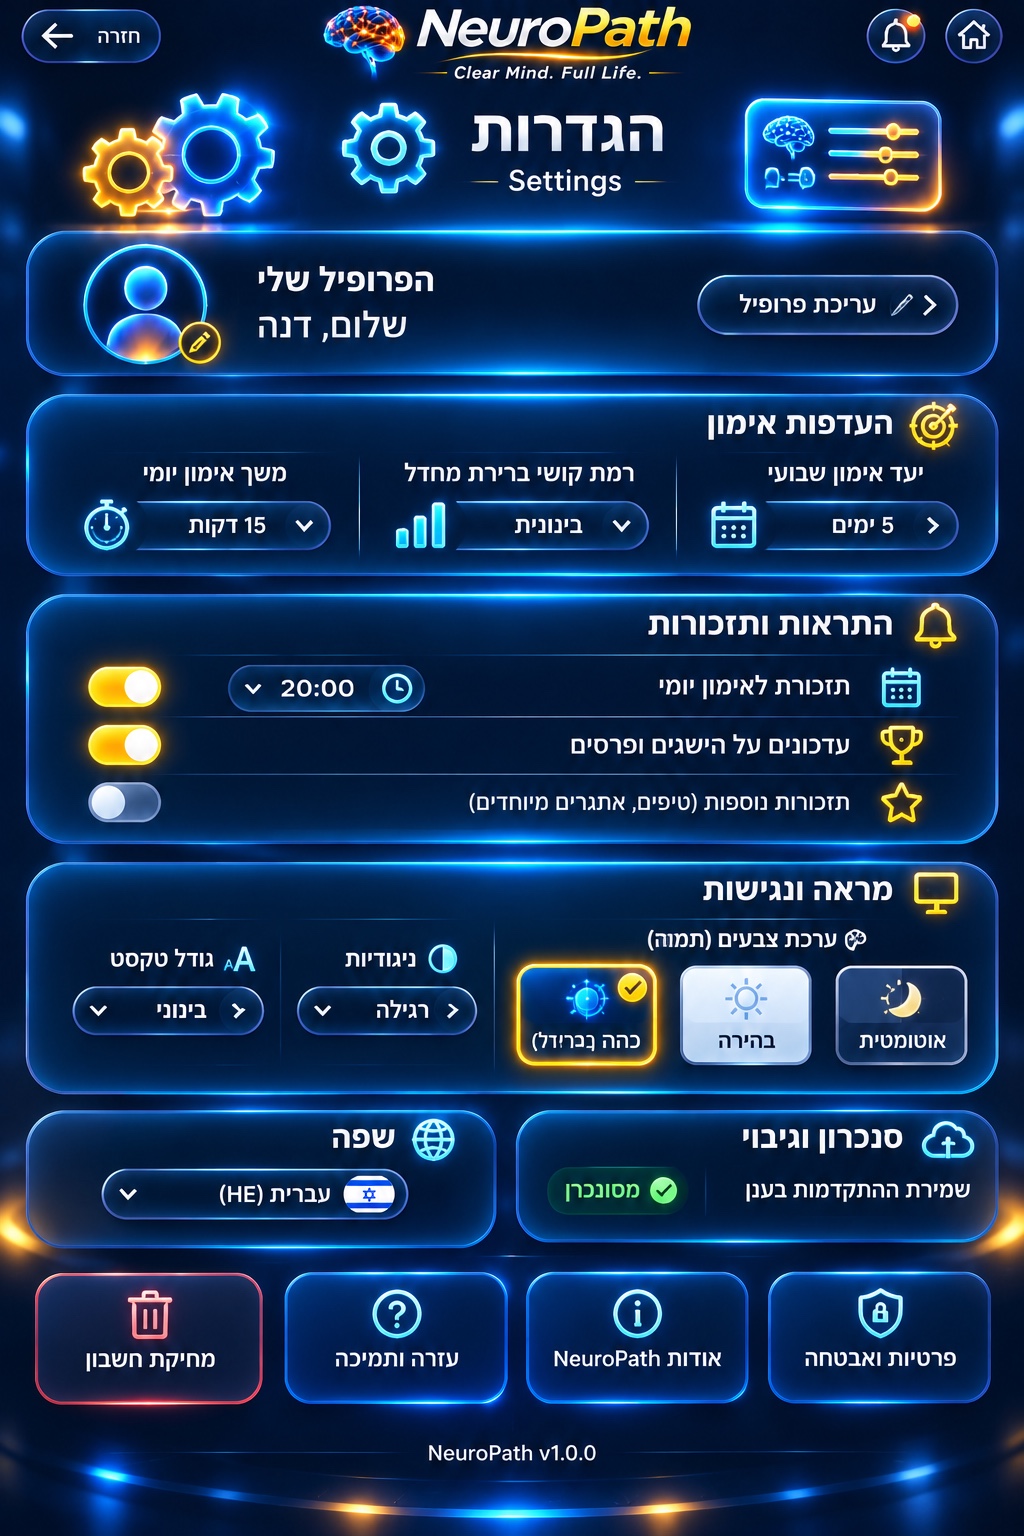 חזרה
NeuroPath
Clear Mind. Full Life.
הגדרות
Settings
הפרופיל שלי
שלום, דנה
עריכת פרופיל
העדפות אימון
יעד אימון שבועי
5 ימים
רמת קושי ברירת מחדל
בינונית
משך אימון יומי
15 דקות
התראות ותזכורות
תזכורת לאימון יומי
20:00
עדכונים על הישגים ופרסים
תזכורות נוספות (טיפים, אתגרים מיוחדים)
מראה ונגישות
ערכת צבעים
אוטומטית
בהירה
כהה
ניגודיות
רגילה
גודל טקסט
AA
בינוני
סנכרון וגיבוי
שמירת ההתקדמות בענן
מסונכרן
שפה
עברית (HE)
פרטיות ואבטחה
אודות NeuroPath
עזרה ותמיכה
מחיקת חשבון
NeuroPath v1.0.0